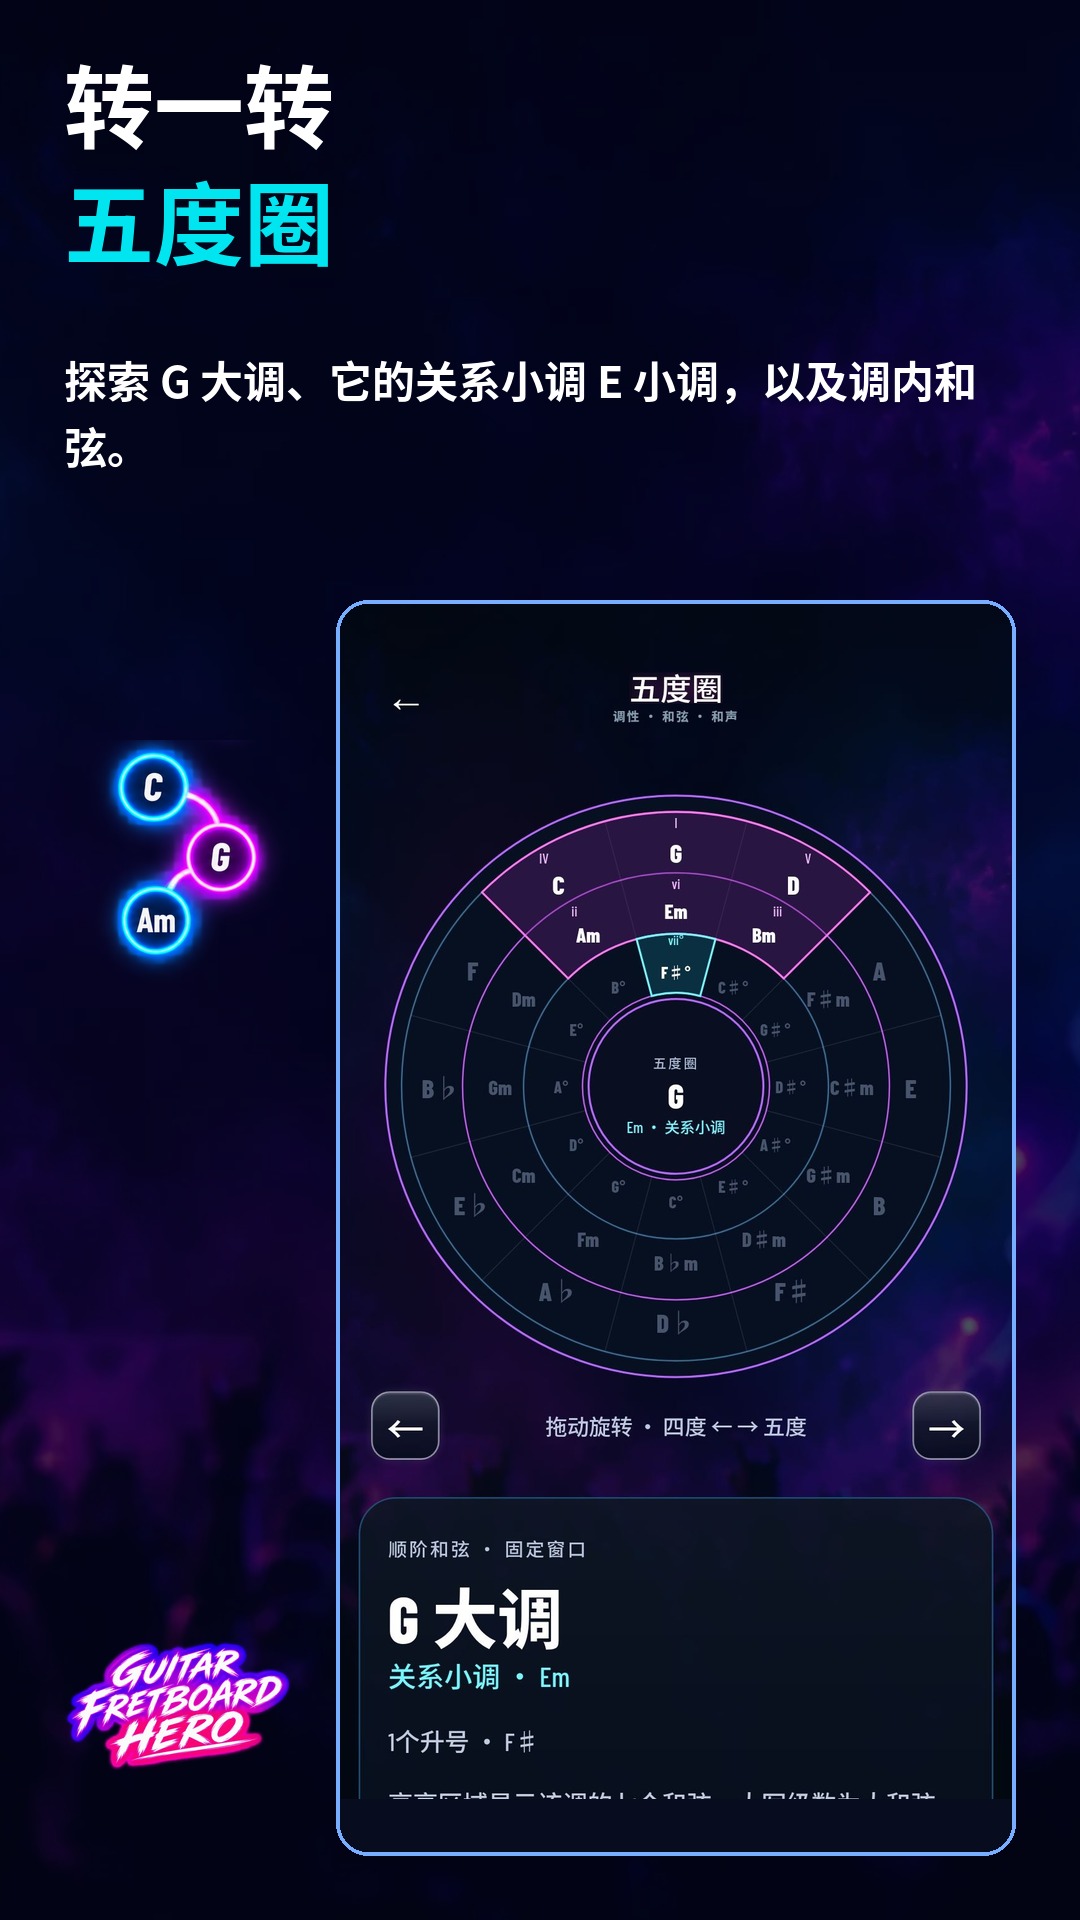 转一转
五度圈
探索 G 大调、它的关系小调 E 小调，以及调内和
弦。
←
五度圈
调性 · 和弦 · 和声
C
G
Am
I
G
IV
C
V
D
vi
Em
ii
Am
iii
Bm
vii°
F♯°
F
A
Dm
B°
C♯°
F♯m
E°
G♯°
五度圈
G
Em · 关系小调
B♭
Gm
A°
D♯°
C♯m
E
D°
A♯°
Cm
G°
E♯°
G♯m
E♭
C°
B
Fm
D♯m
B♭m
A♭
F♯
D♭
←
拖动旋转 · 四度 ← → 五度
→
顺阶和弦 · 固定窗口
G 大调
关系小调 · Em
1个升号 · F♯
GUITAR
FRETBOARD
HERO